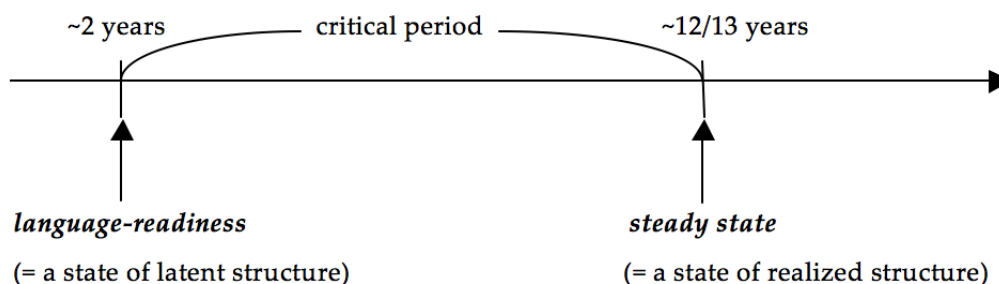 ~2 years
critical period
~12/13 years
language-readiness
(= a state of latent structure)
steady state
(= a state of realized structure)